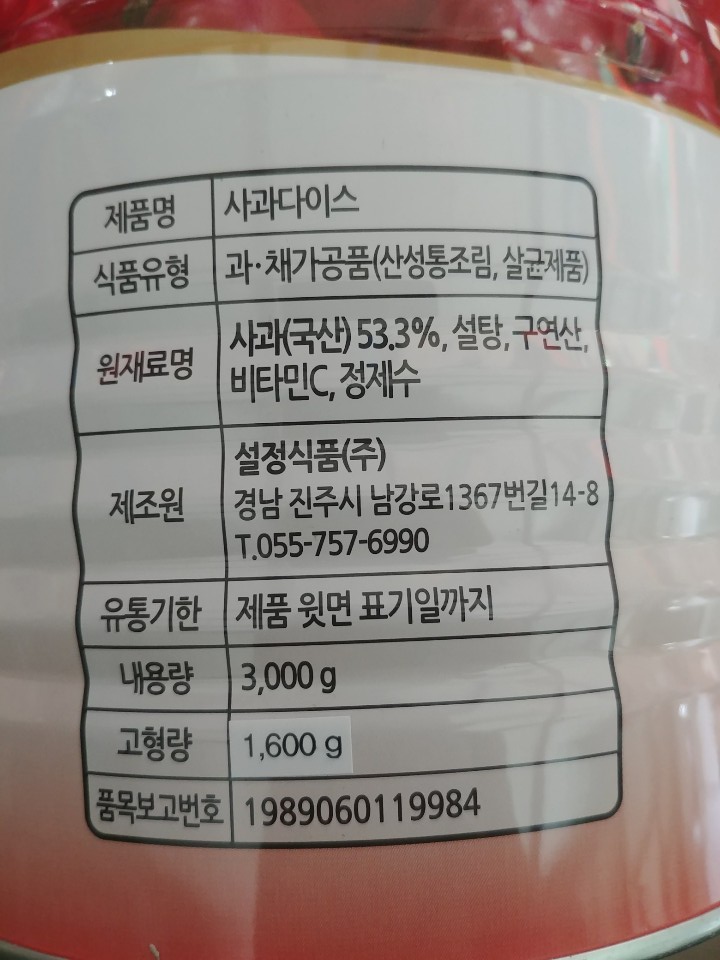 제품명 사과다이스
식품유형 과·채가공품(산성통조림, 살균제품)
원재료명 사과(국산) 53.3%, 설탕, 구연산,
비타민C, 정제수
제조원 설정식품(주)
경남 진주시 남강로1367번길14-8
T.055-757-6990
유통기한 제품 윗면 표기일까지
내용량 3,000 g
고형량 1,600 g
품목보고번호 1989060119984